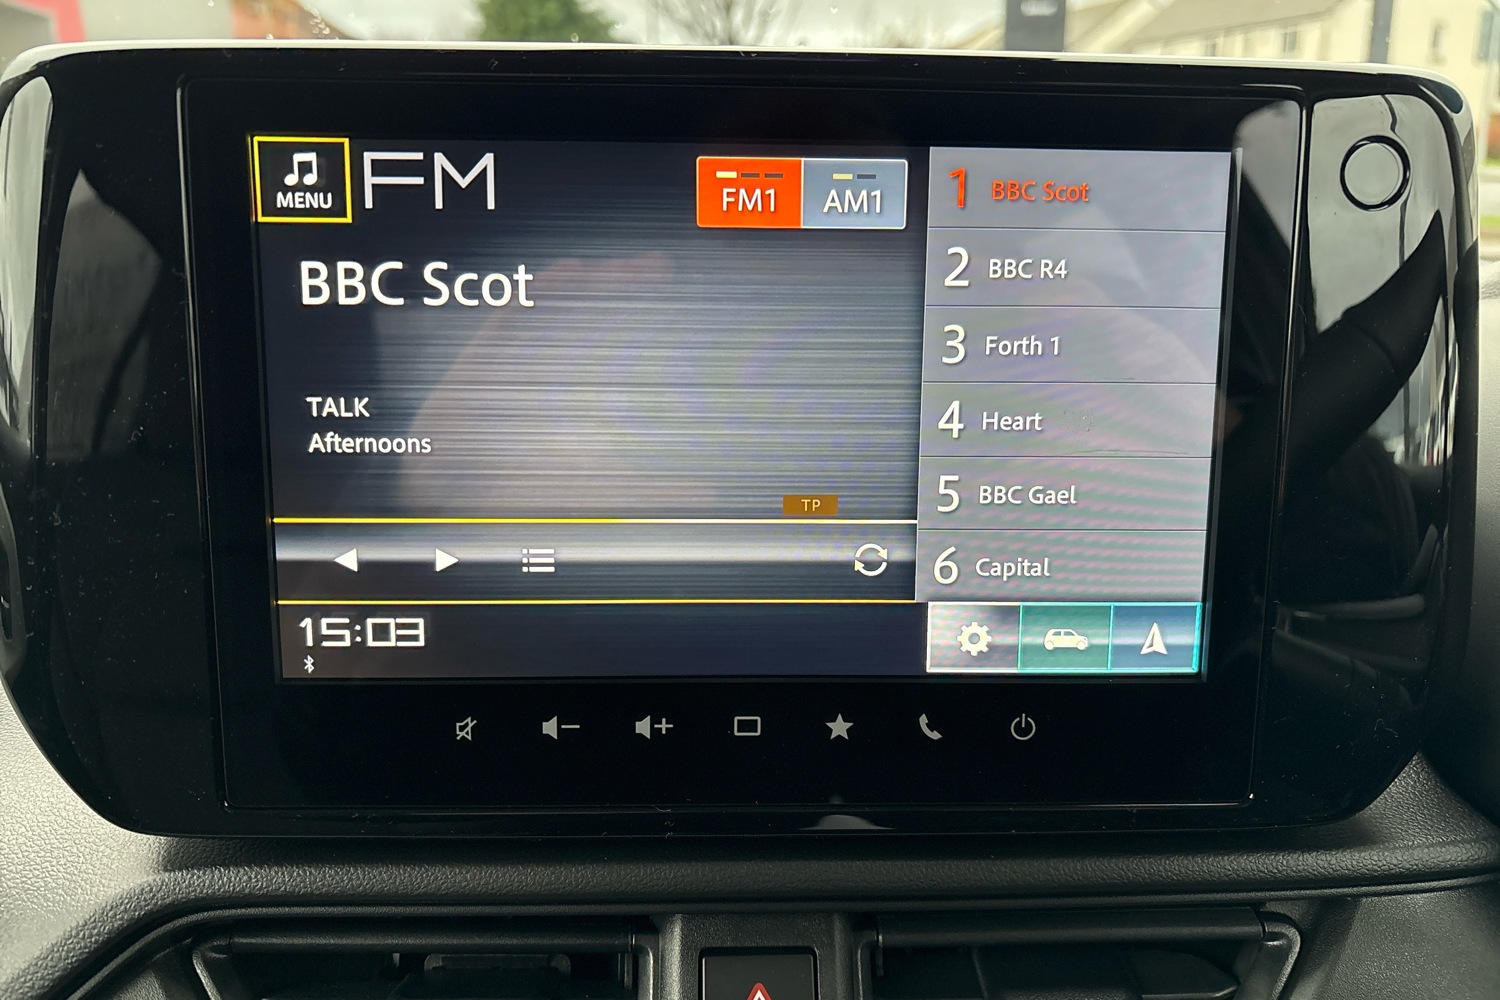 MENU
FM
FM1
AM1
BBC Scot
TALK
Afternoons
TP
15:03
1 BBC Scot
2 BBC R4
3 Forth 1
4 Heart
5 BBC Gael
6 Capital